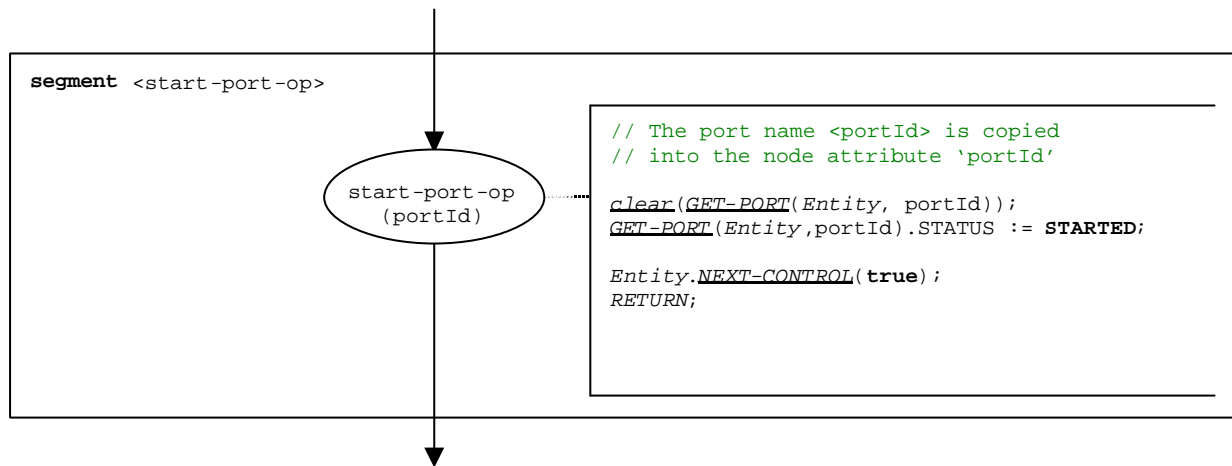 segment <start-port-op>
start-port-op
(portId)
// The port name <portId> is copied
// into the node attribute ‘portId’
clear(GET-PORT(Entity, portId));
GET-PORT(Entity,portId).STATUS := STARTED;
Entity.NEXT-CONTROL(true);
RETURN;